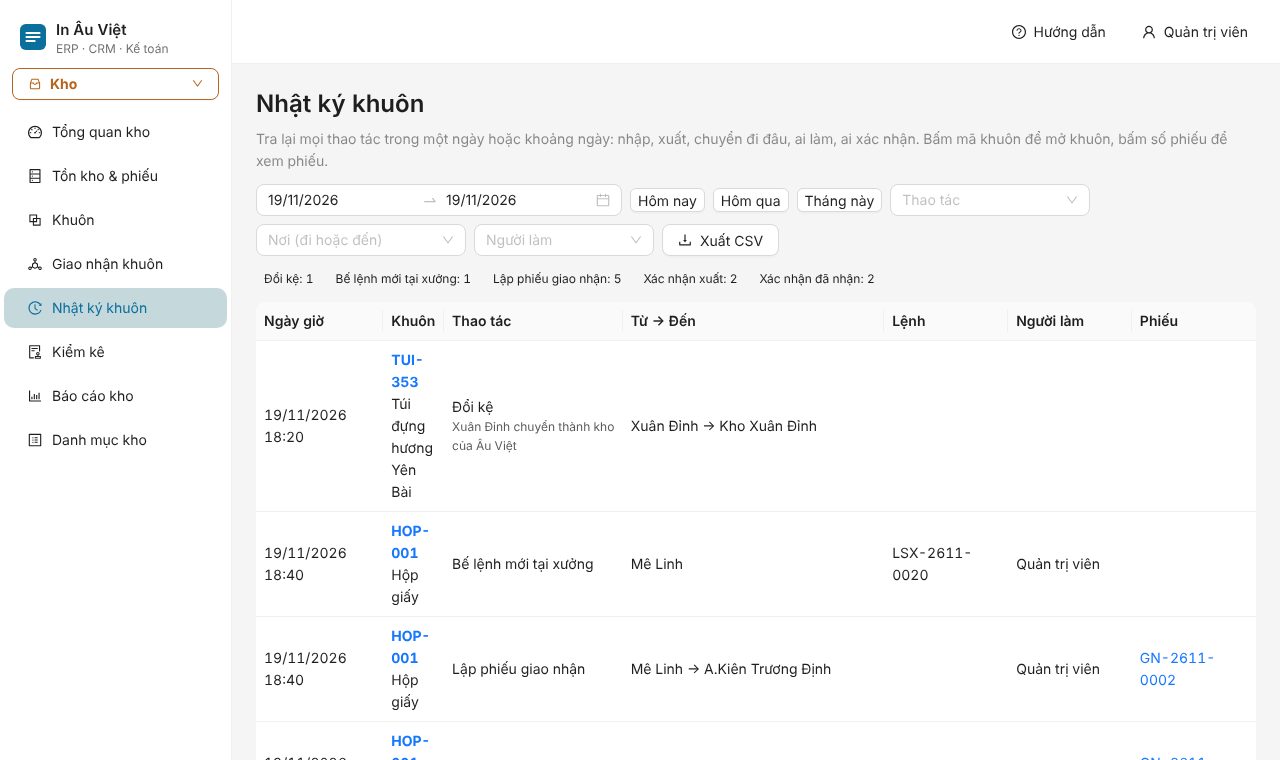 In Âu Việt
ERP · CRM · Kế toán
Kho
Tổng quan kho
Tồn kho & phiếu
Khuôn
Giao nhận khuôn
Nhật ký khuôn
Kiểm kê
Báo cáo kho
Danh mục kho
Hướng dẫn
Quản trị viên
Nhật ký khuôn
Tra lại mọi thao tác trong một ngày hoặc khoảng ngày: nhập, xuất, chuyển đi đâu, ai làm, ai xác nhận. Bấm mã khuôn để mở khuôn, bấm số phiếu để
xem phiếu.
19/11/2026 → 19/11/2026 Hôm nay Hôm qua Tháng này Thao tác
Nơi (đi hoặc đến) Người làm Xuất CSV
Đổi kệ: 1 Bế lệnh mới tại xưởng: 1 Lập phiếu giao nhận: 5 Xác nhận xuất: 2 Xác nhận đã nhận: 2
Ngày giờ Khuôn Thao tác Từ → Đến Lệnh Người làm Phiếu
19/11/2026
18:20
TUI-
353
Túi
đựng
hương
Yên
Bài
Đổi kệ
Xuân Đỉnh chuyển thành kho
của Âu Việt
Xuân Đỉnh → Kho Xuân Đỉnh
19/11/2026
18:40
HOP-
001
Hộp
giấy
Bế lệnh mới tại xưởng
Mê Linh
LSX-2611-
0020
Quản trị viên
19/11/2026
18:40
HOP-
001
Hộp
giấy
Lập phiếu giao nhận
Mê Linh → A.Kiên Trương Định
Quản trị viên
GN-2611-
0002
HOP-